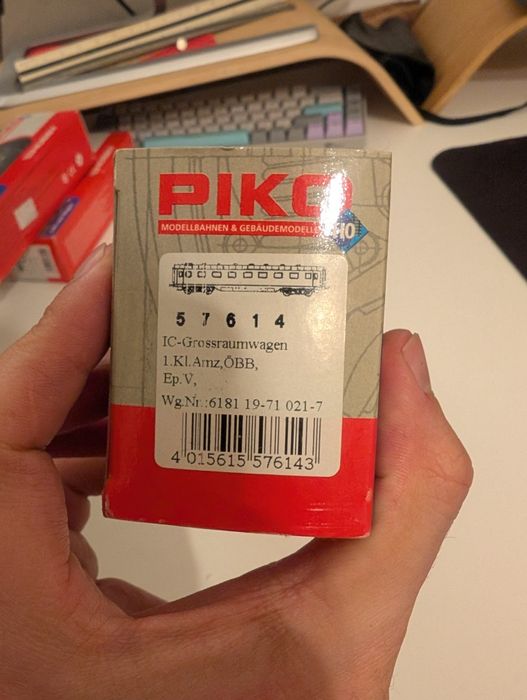 PIKO
MODELLBAHNEN & GEBÄUDEMODELLE
H0
5 7 6 1 4
IC-Grossraumwagen
1.Kl.Amz,ÖBB,
Ep.V,
Wg.Nr.:6181 19-71 021-7
4 015615 576143